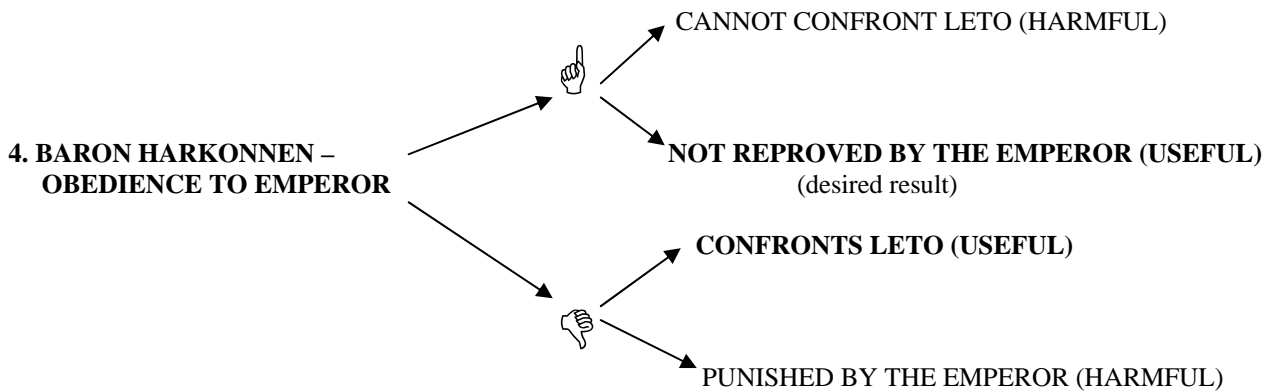 CANNOT CONFRONT LETO (HARMFUL)
4. BARON HARKONNEN –
OBEDIENCE TO EMPEROR
NOT REPROVED BY THE EMPEROR (USEFUL)
(desired result)
CONFRONTS LETO (USEFUL)
PUNISHED BY THE EMPEROR (HARMFUL)